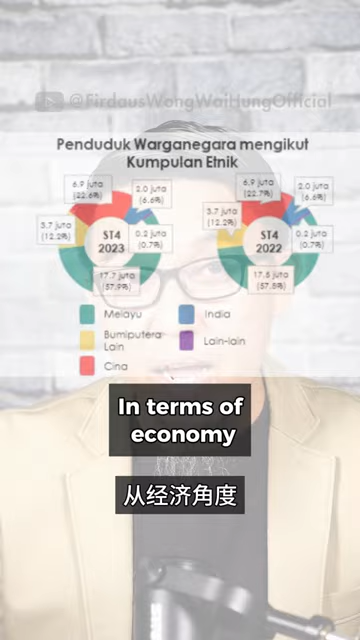 @FirdausWongWaiHungOfficial
Penduduk Warganegara mengikut
Kumpulan Etnik
6.9 juta
(22.6%)
2.0 juta
(6.6%)
3.7 juta
(12.2%)
0.2 juta
(0.7%)
ST4
2023
17.7 juta
(57.9%)
6.9 juta
(22.7%)
2.0 juta
(6.6%)
3.7 juta
(12.2%)
0.2 juta
(0.7%)
ST4
2022
17.6 juta
(57.8%)
Melayu
India
Bumiputera
Lain
Lain-lain
Cina
In terms of
economy
从经济角度